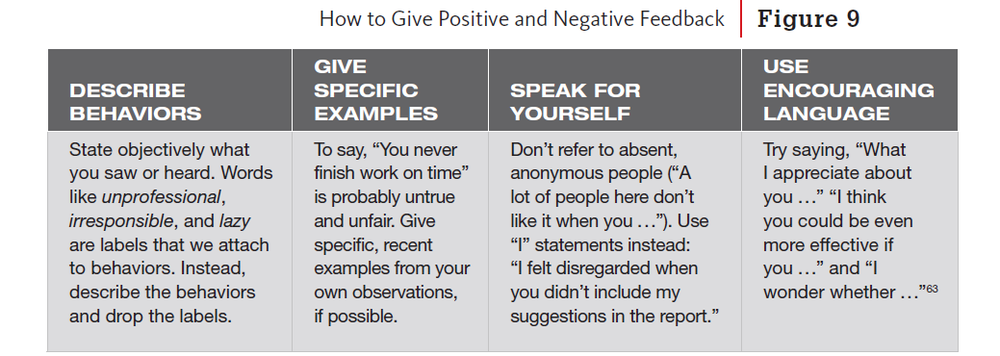 How to Give Positive and Negative Feedback
Figure 9
DESCRIBE
BEHAVIORS
State objectively what
you saw or heard. Words
like unprofessional,
irresponsible, and lazy
are labels that we attach
to behaviors. Instead,
describe the behaviors
and drop the labels.
GIVE
SPECIFIC
EXAMPLES
To say, “You never
finish work on time”
is probably untrue
and unfair. Give
specific, recent
examples from your
own observations,
if possible.
SPEAK FOR
YOURSELF
Don’t refer to absent,
anonymous people (“A
lot of people here don’t
like it when you …”). Use
“I” statements instead:
“I felt disregarded when
you didn’t include my
suggestions in the report.”
USE
ENCOURAGING
LANGUAGE
Try saying, “What
I appreciate about
you …” “I think
you could be even
more effective if
you …” and “I
wonder whether …”63